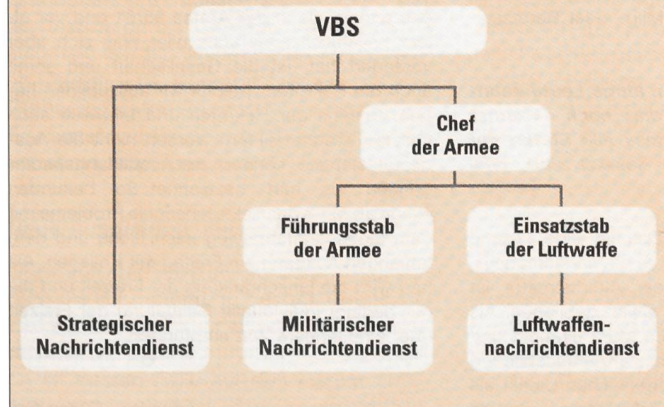 VBS
Chef
der Armee
Führungsstab
der Armee
Einsatzstab
der Luftwaffe
Strategischer
Nachrichtendienst
Militärischer
Nachrichtendienst
Luftwaffen-
nachrichtendienst